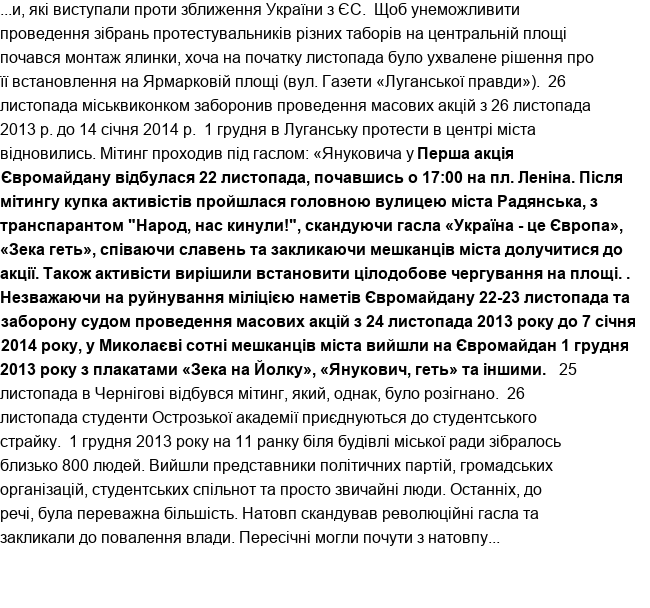 ...и, які виступали проти зближення України з ЄС.  Щоб унеможливити
проведення зібрань протестувальників різних таборів на центральній площі
почався монтаж ялинки, хоча на початку листопада було ухвалене рішення про
її встановлення на Ярмарковій площі (вул. Газети «Луганської правди»).  26
листопада міськвиконком заборонив проведення масових акцій з 26 листопада
2013 р. до 14 січня 2014 р.  1 грудня в Луганську протести в центрі міста
відновились. Мітинг проходив під гаслом: «Януковича у Перша акція
Євромайдану відбулася 22 листопада, почавшись о 17:00 на пл. Леніна. Після
мітингу купка активістів пройшлася головною вулицею міста Радянська, з
транспарантом "Народ, нас кинули!", скандуючи гасла «Україна - це Європа»,
«Зека геть», співаючи славень та закликаючи мешканців міста долучитися до
акції. Також активісти вирішили встановити цілодобове чергування на площі. .
Незважаючи на руйнування міліцією наметів Євромайдану 22-23 листопада та
заборону судом проведення масових акцій з 24 листопада 2013 року до 7 січня
2014 року, у Миколаєві сотні мешканців міста вийшли на Євромайдан 1 грудня
2013 року з плакатами «Зека на Йолку», «Янукович, геть» та іншими.   25
листопада в Чернігові відбувся мітинг, який, однак, було розігнано.  26
листопада студенти Острозької академії приєднуються до студентського
страйку.  1 грудня 2013 року на 11 ранку біля будівлі міської ради зібралось
близько 800 людей. Вийшли представники політичних партій, громадських
організацій, студентських спільнот та просто звичайні люди. Останніх, до
речі, була переважна більшість. Натовп скандував революційні гасла та
закликали до повалення влади. Пересічні могли почути з натовпу...